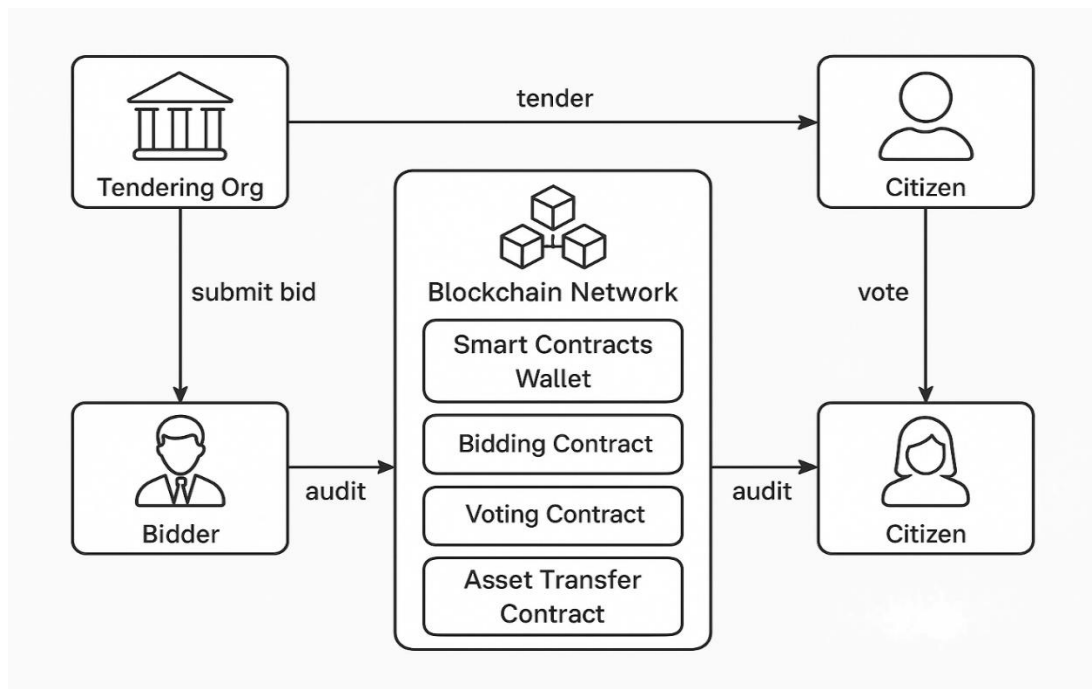 tender
Tendering Org
Citizen
submit bid
Blockchain Network
vote
Smart Contracts
Wallet
Bidding Contract
audit
audit
Voting Contract
Bidder
Citizen
Asset Transfer
Contract